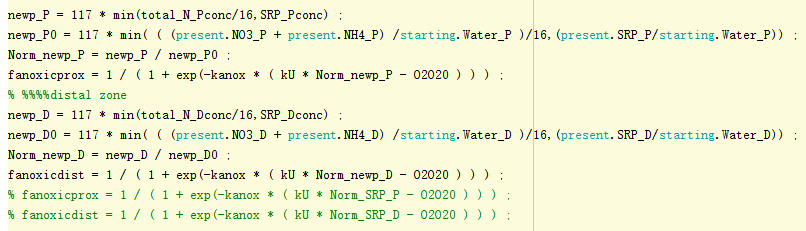 newp_P = 117 * min(total_N_Pconc/16,SRP_Pconc) ;
newp_P0 = 117 * min( ( (present.NO3_P + present.NH4_P) /starting.Water_P )/16,(present.SRP_P/starting.Water_P)) ;
Norm_newp_P = newp_P / newp_P0 ;
fanoxicprox = 1 / ( 1 + exp(-kanox * ( kU * Norm_newp_P - O2O20 ) ) ) ;
% %%%%distal zone
newp_D = 117 * min(total_N_Dconc/16,SRP_Dconc) ;
newp_D0 = 117 * min( ( (present.NO3_D + present.NH4_D) /starting.Water_D )/16,(present.SRP_D/starting.Water_D)) ;
Norm_newp_D = newp_D / newp_D0 ;
fanoxicdist = 1 / ( 1 + exp(-kanox * ( kU * Norm_newp_D - O2O20 ) ) ) ;
% fanoxicprox = 1 / ( 1 + exp(-kanox * ( kU * Norm_SRP_P - O2O20 ) ) ) ;
% fanoxicdist = 1 / ( 1 + exp(-kanox * ( kU * Norm_SRP_D - O2O20 ) ) ) ;